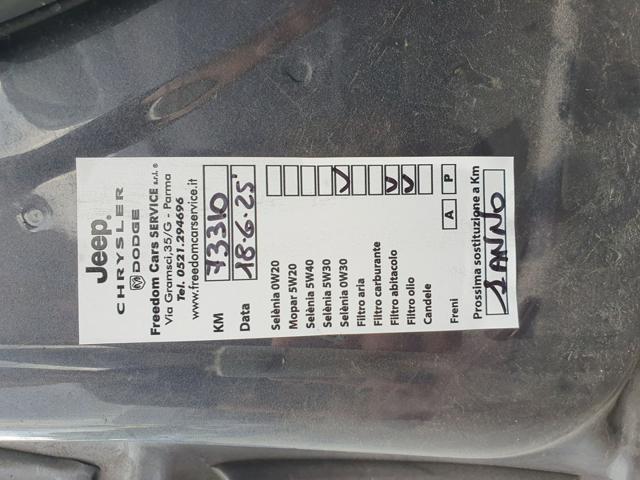 Jeep®
CHRYSLER
DODGE
Freedom Cars SERVICE s.r.l. ®
Via Gramsci,35/G - Parma
Tel. 0521.294696
www.freedomcarservice.it
KM 73310
Data 18-6-25'
Selènia 0W20
Mopar 5W20
Selènia 5W40
Selènia 5W30
Selènia 0W30 V
Filtro aria
Filtro carburante
Filtro abitacolo V
Filtro olio V
Candele
Freni A P
Prossima sostituzione a Km
1 ANNO